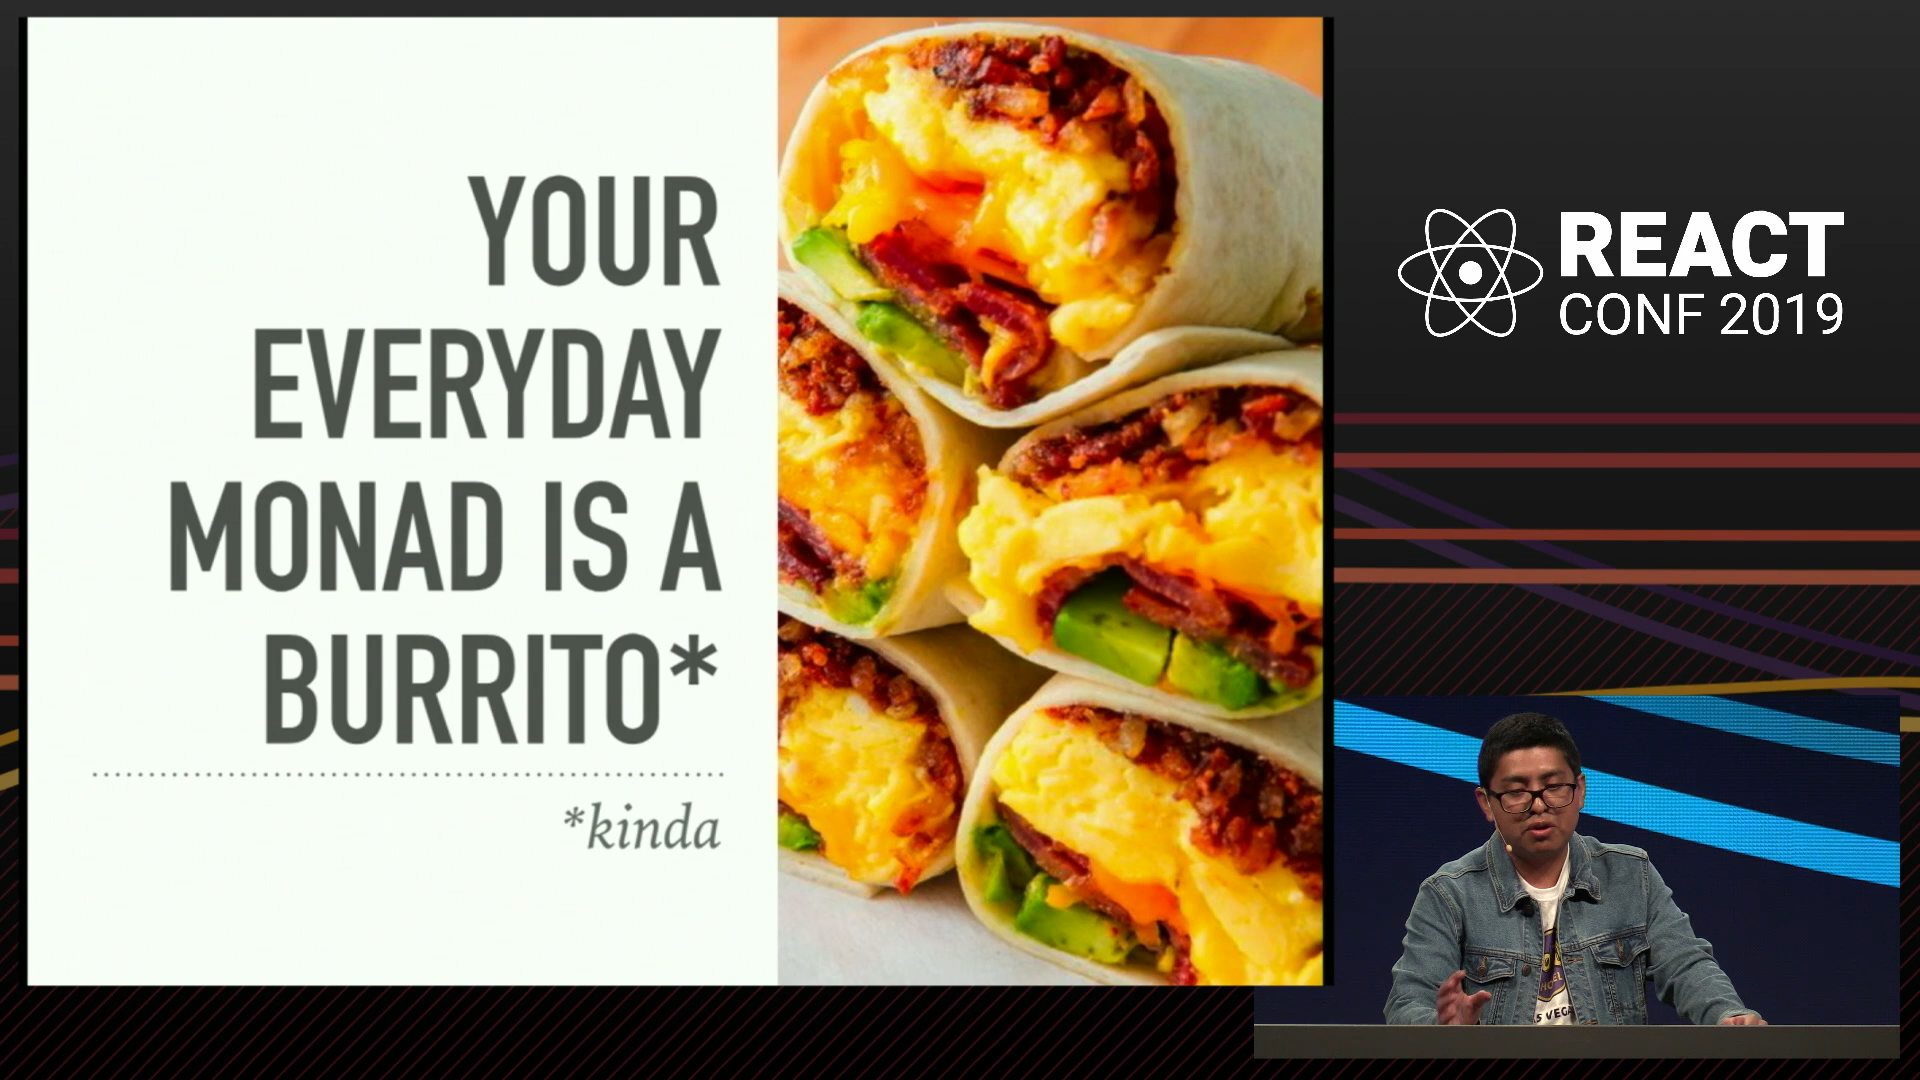 YOUR
EVERYDAY
MONAD IS A
BURRITO*
*kinda
REACT
CONF 2019